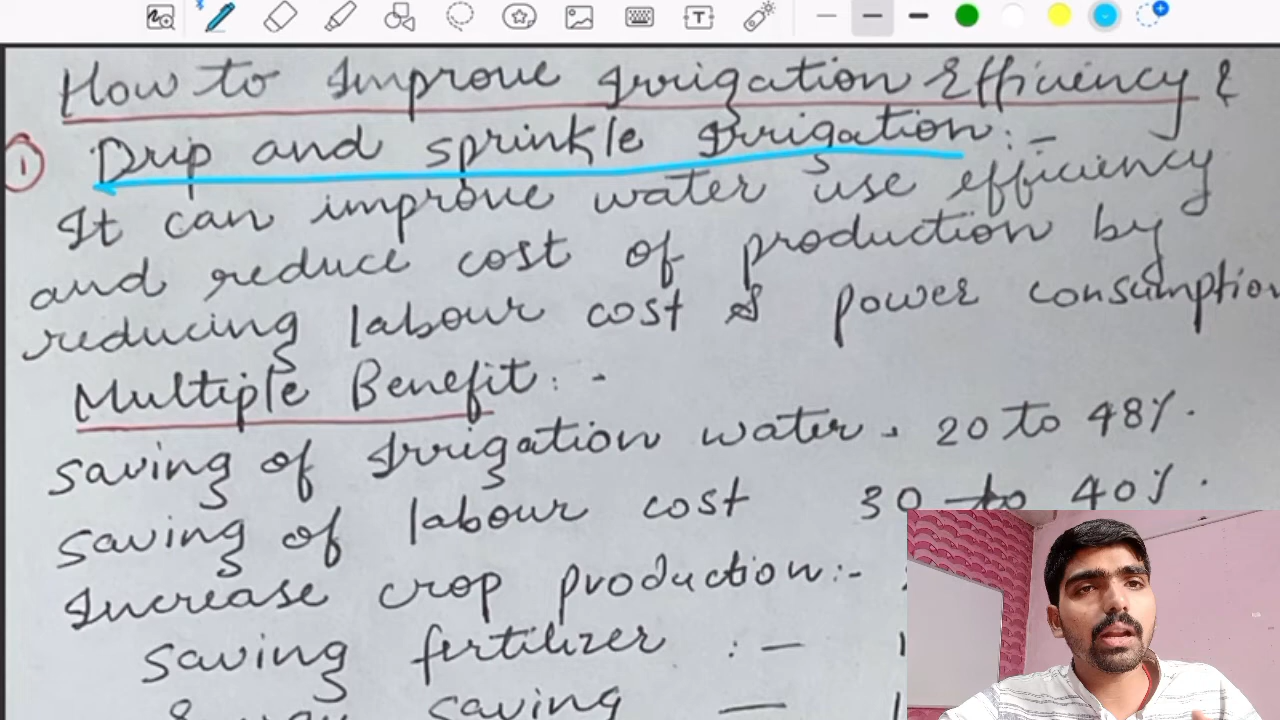 How to Improve Irrigation Efficiency &
① Drip and sprinkle Irrigation :-
It can improve water use efficiency
and reduce cost of production by
reducing labour cost & power consumption
Multiple Benefit :-
Saving of Irrigation water - 20 to 48%.
Saving of labour cost 30 to 40%.
Increase crop production :-
Saving fertilizer :-
saving —